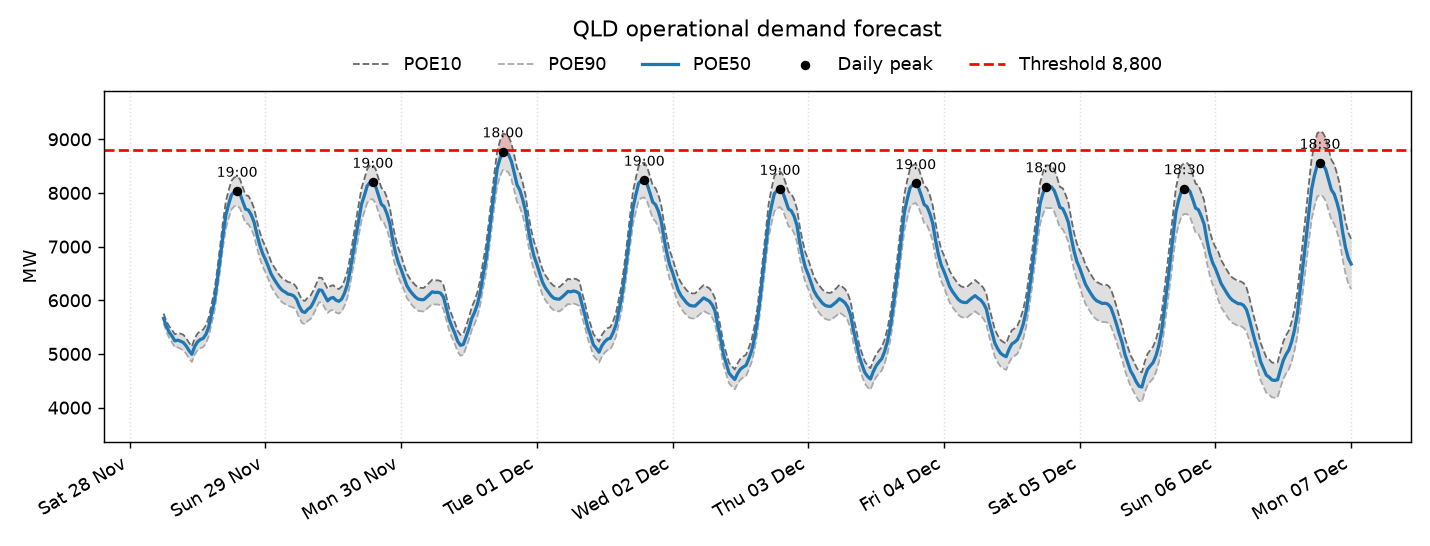 QLD operational demand forecast
POE10 POE90 POE50 Daily peak Threshold 8,800
MW
9000
8000
7000
6000
5000
4000
19:00
19:00
18:00
19:00
19:00
19:00
18:00
18:30
18:30
Sat 28 Nov
Sun 29 Nov
Mon 30 Nov
Tue 01 Dec
Wed 02 Dec
Thu 03 Dec
Fri 04 Dec
Sat 05 Dec
Sun 06 Dec
Mon 07 Dec